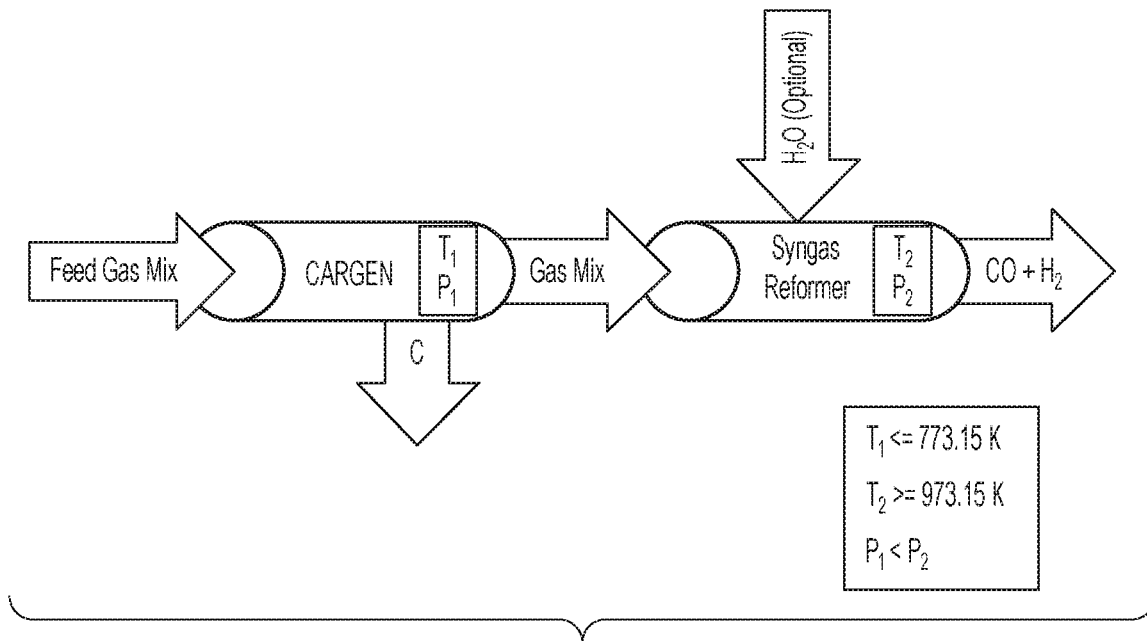 H₂O (Optional)
Feed Gas Mix
CARGEN
T₁
P₁
Gas Mix
Syngas
Reformer
T₂
P₂
CO + H₂
C
T₁ <= 773.15 K
T₂ >= 973.15 K
P₁ < P₂